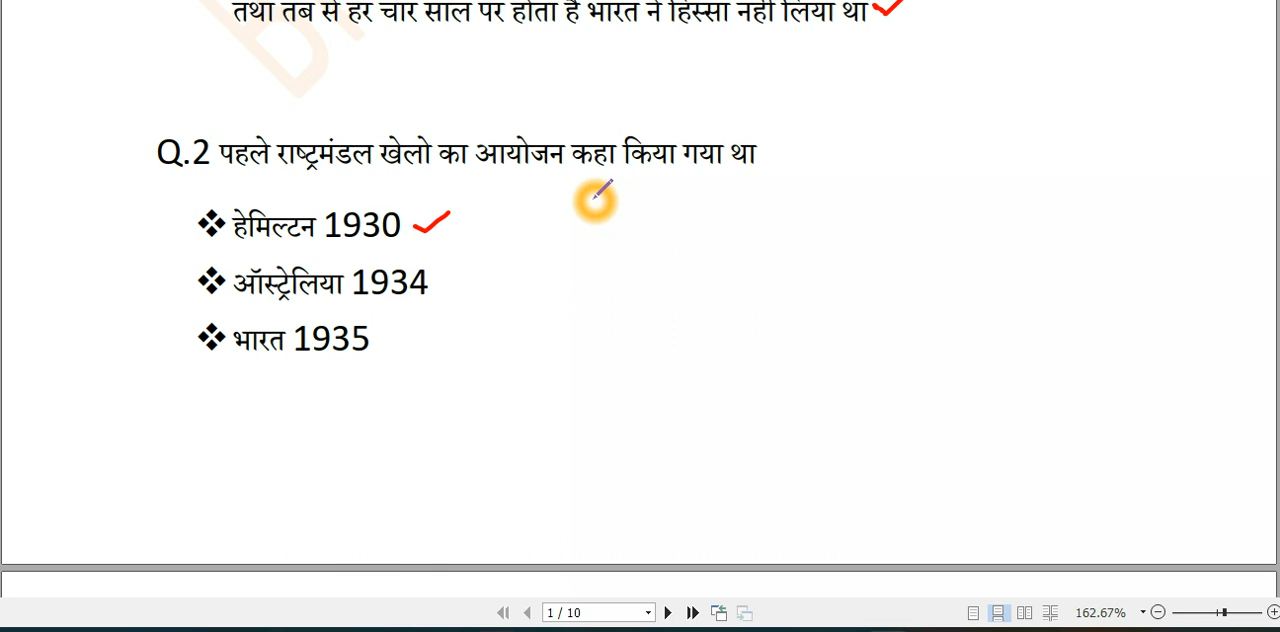 तथा तब से हर चार साल पर होता है भारत ने हिस्सा नही लिया था
Q.2 पहले राष्ट्रमंडल खेलो का आयोजन कहा किया गया था
❖ हेमिल्टन 1930
❖ ऑस्ट्रेलिया 1934
❖ भारत 1935
1 / 10
162.67%